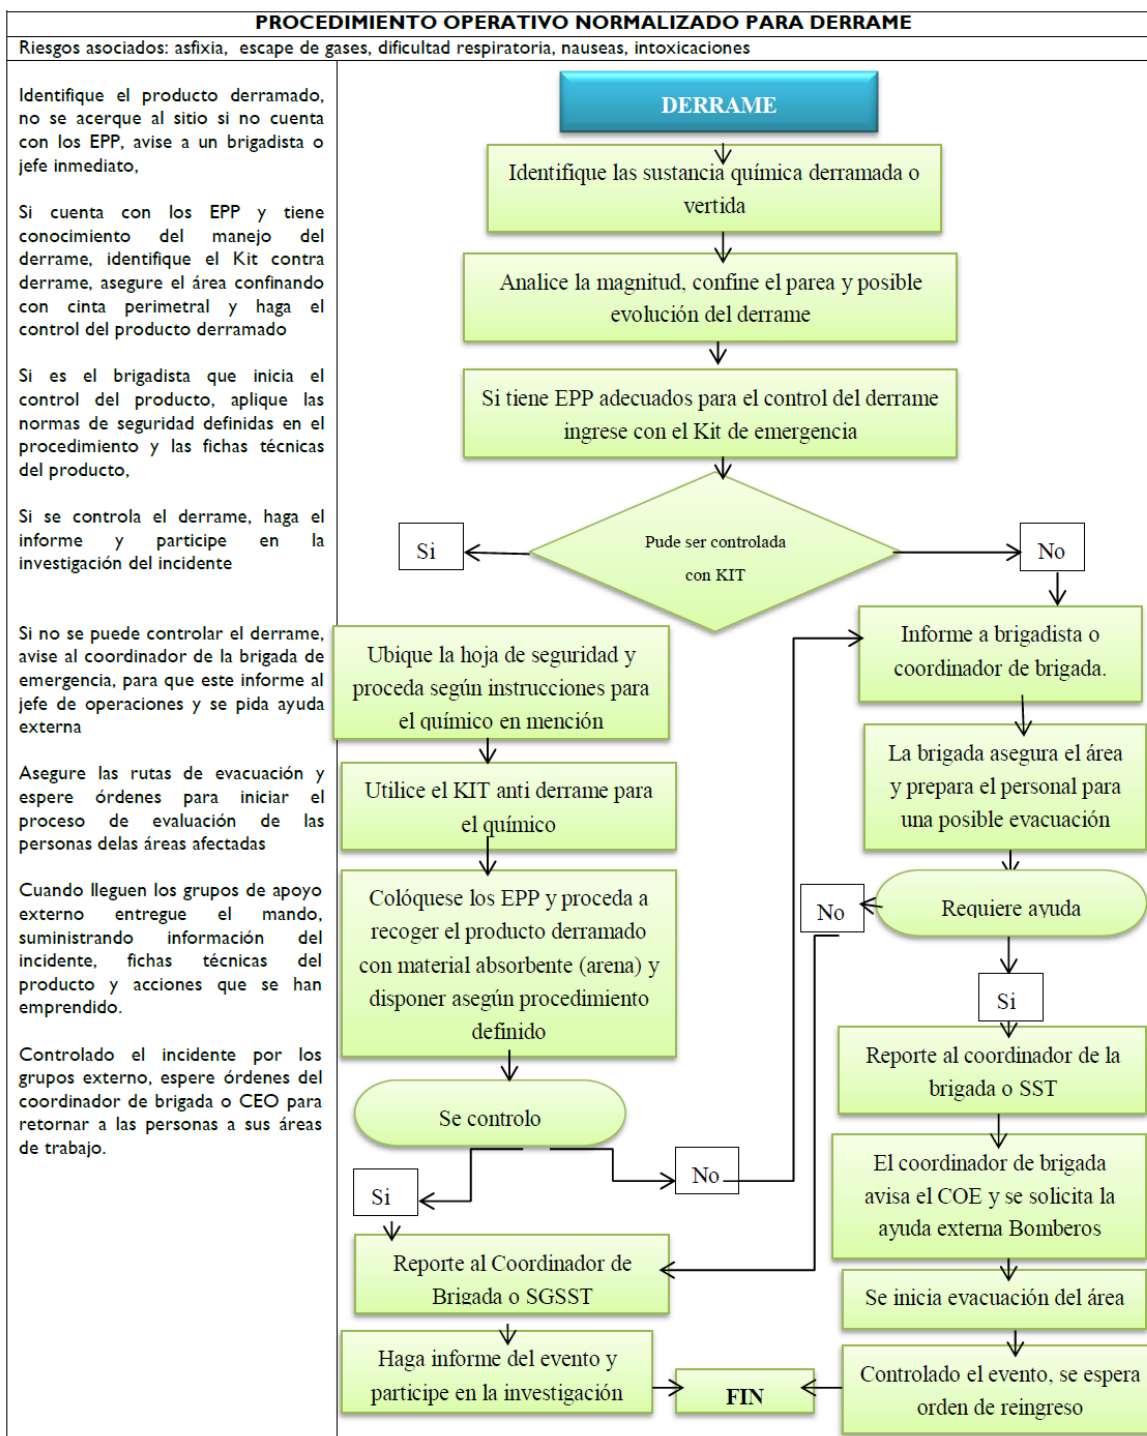 PROCEDIMIENTO OPERATIVO NORMALIZADO PARA DERRAME
Riesgos asociados: asfixia, escape de gases, dificultad respiratoria, nauseas, intoxicaciones
Identifique el producto derramado,
no se acerque al sitio si no cuenta
con los EPP, avise a un brigadista o
jefe inmediato,
Si cuenta con los EPP y tiene
conocimiento del manejo del
derrame, identifique el Kit contra
derrame, asegure el área confinando
con cinta perimetral y haga el
control del producto derramado
Si es el brigadista que inicia el
control del producto, aplique las
normas de seguridad definidas en el
procedimiento y las fichas técnicas
del producto,
Si se controla el derrame, haga el
informe y participe en la
investigación del incidente
Si no se puede controlar el derrame,
avise al coordinador de la brigada de
emergencia, para que este informe al
jefe de operaciones y se pida ayuda
externa
Asegure las rutas de evacuación y
espere órdenes para iniciar el
proceso de evaluación de las
personas delas áreas afectadas
Cuando lleguen los grupos de apoyo
externo entregue el mando,
suministrando información del
incidente, fichas técnicas del
producto y acciones que se han
emprendido.
Controlado el incidente por los
grupos externo, espere órdenes del
coordinador de brigada o CEO para
retornar a las personas a sus áreas
de trabajo.
DERRAME
Identifique las sustancia química derramada o
vertida
Analice la magnitud, confine el parea y posible
evolución del derrame
Si tiene EPP adecuados para el control del derrame
ingrese con el Kit de emergencia
Pude ser controlada
con KIT
Si
No
Ubique la hoja de seguridad y
proceda según instrucciones para
el químico en mención
Utilice el KIT anti derrame para
el químico
Colóquese los EPP y proceda a
recoger el producto derramado
con material absorbente (arena) y
disponer asegún procedimiento
definido
Se controlo
Si
No
Reporte al Coordinador de
Brigada o SGSST
Haga informe del evento y
participe en la investigación
Informe a brigadista o
coordinador de brigada.
La brigada asegura el área
y prepara el personal para
una posible evacuación
Requiere ayuda
No
Si
Reporte al coordinador de la
brigada o SST
El coordinador de brigada
avisa el COE y se solicita la
ayuda externa Bomberos
Se inicia evacuación del área
Controlado el evento, se espera
orden de reingreso
FIN